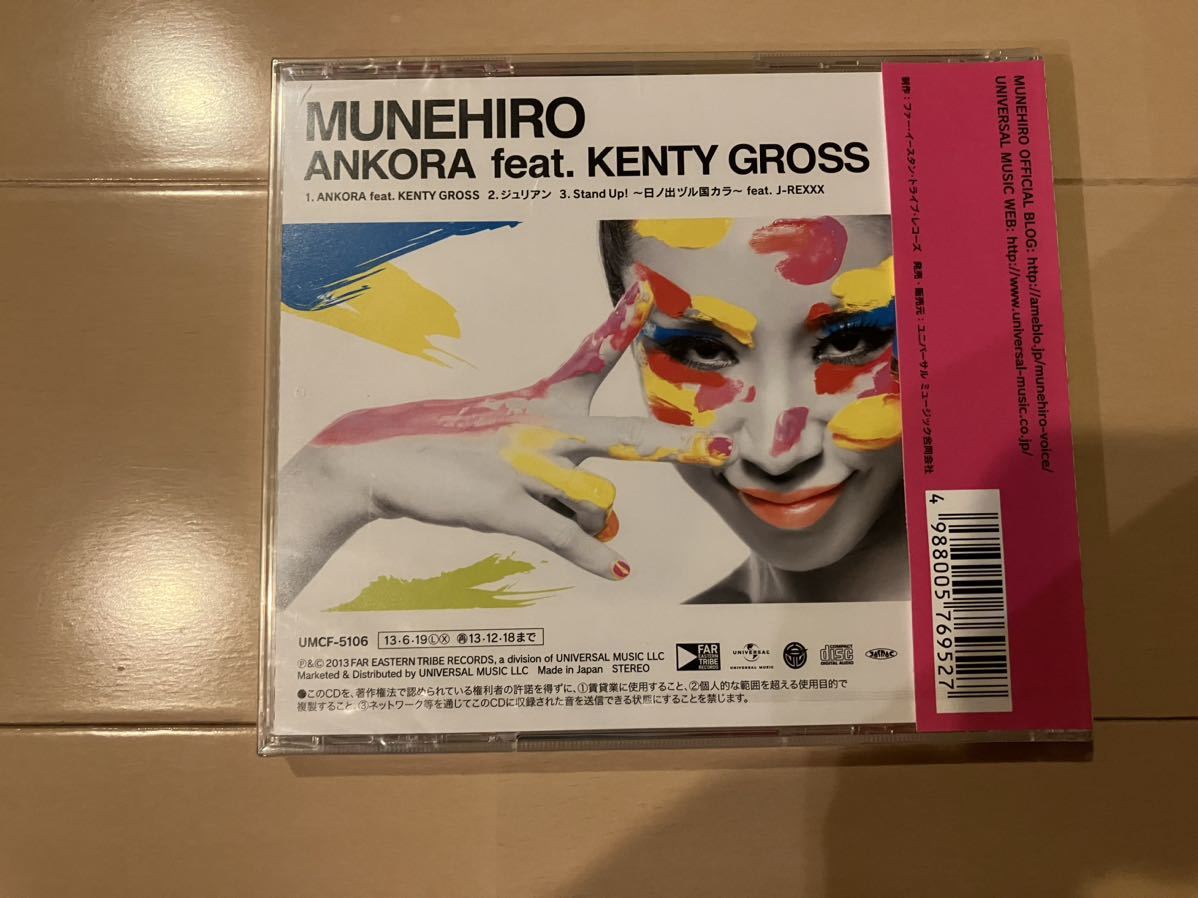 MUNEHIRO
ANKORA feat. KENTY GROSS
1. ANKORA feat. KENTY GROSS 2. ジュリアン 3. Stand Up! ～日ノ出ヅル国カラ～ feat. J-REXXX
UMCF-5106 13·6·19ⓁⓍ ㊢13·12·18まで
Ⓟ&© 2013 FAR EASTERN TRIBE RECORDS, a division of UNIVERSAL MUSIC LLC
Marketed & Distributed by UNIVERSAL MUSIC LLC Made in Japan STEREO
FAR
EASTERN
TRIBE
RECORDS
UNIVERSAL
UNIVERSAL MUSIC
COMPACT
disc
DIGITAL AUDIO
●このCDを、著作権法で認められている権利者の許諾を得ずに、①賃貸業に使用すること、②個人的な範囲を超える使用目的で
複製すること、③ネットワーク等を通じてこのCDに収録された音を送信できる状態にすることを禁じます。
MUNEHIRO OFFICIAL BLOG: http://ameblo.jp/munehiro-voice/
UNIVERSAL MUSIC WEB: http://www.universal-music.co.jp/
制作：ファー・イースタン・トライブ・レコーズ 発売・販売元：ユニバーサル ミュージック合同会社
4 988005 769527